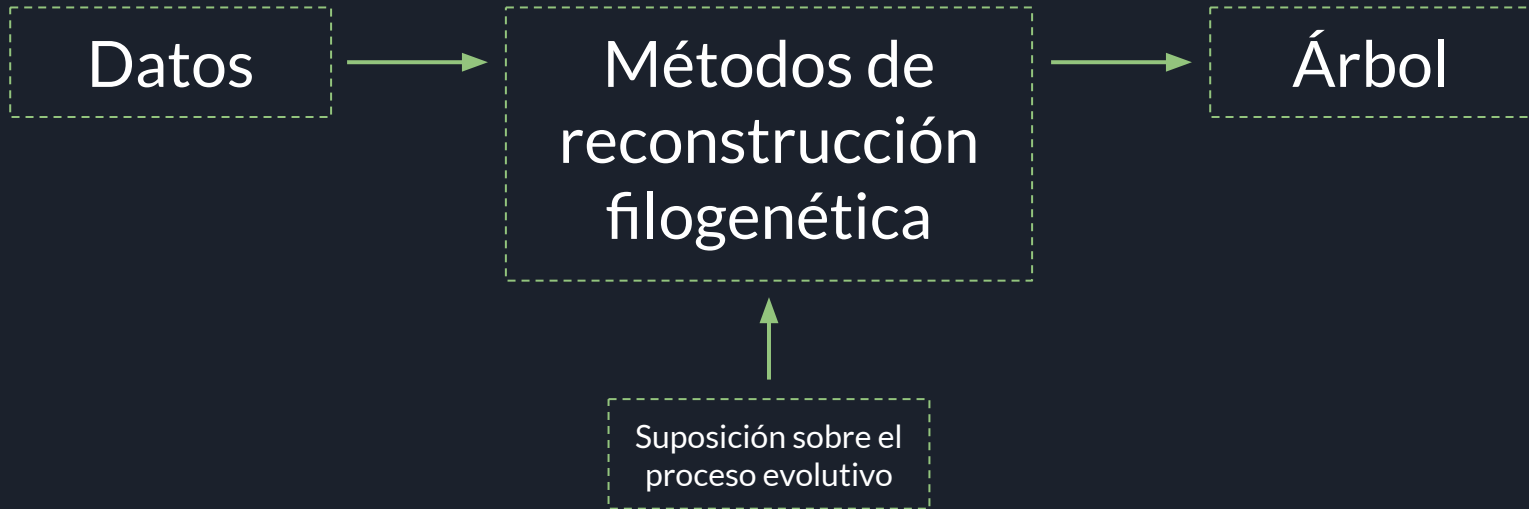 Datos
Métodos de
reconstrucción
filogenética
Árbol
Suposición sobre el
proceso evolutivo